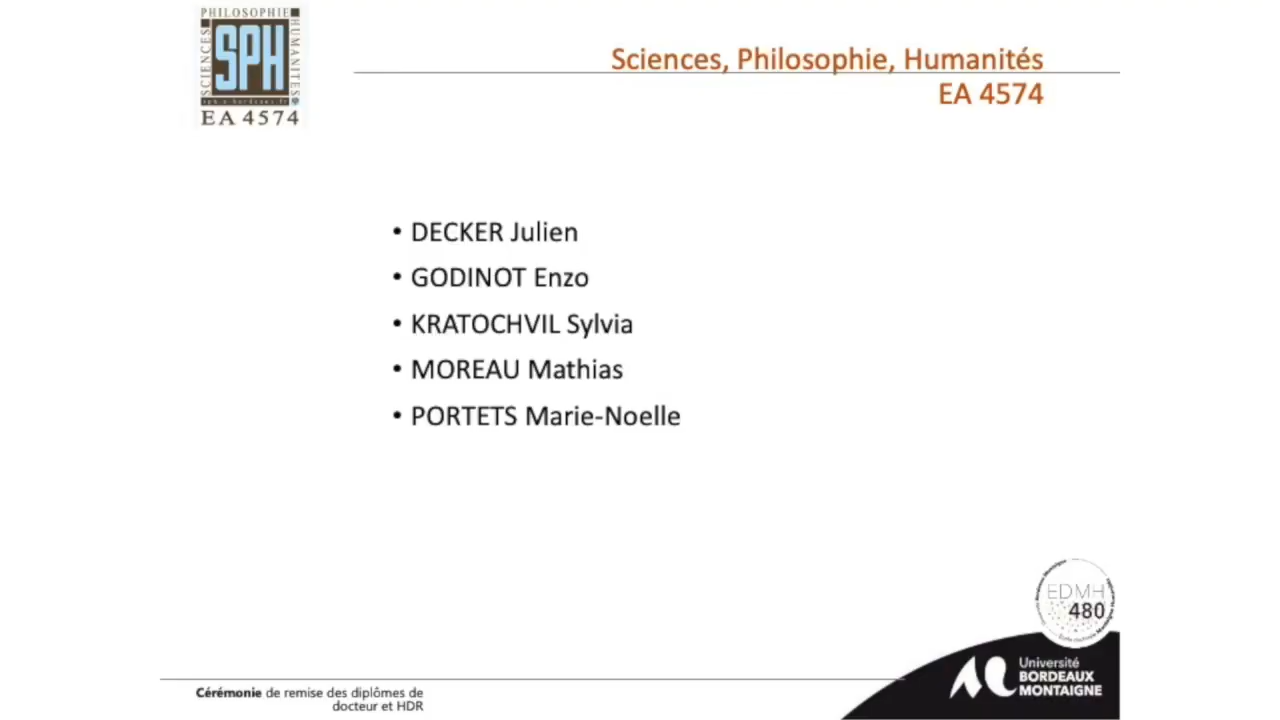 PHILOSOPHIE
SCIENCES
SPH
HUMANITÉS
EA 4574
Sciences, Philosophie, Humanités
EA 4574
• DECKER Julien
• GODINOT Enzo
• KRATOCHVIL Sylvia
• MOREAU Mathias
• PORTETS Marie-Noelle
EDMH
480
Université
BORDEAUX
MONTAIGNE
Cérémonie de remise des diplômes de
docteur et HDR